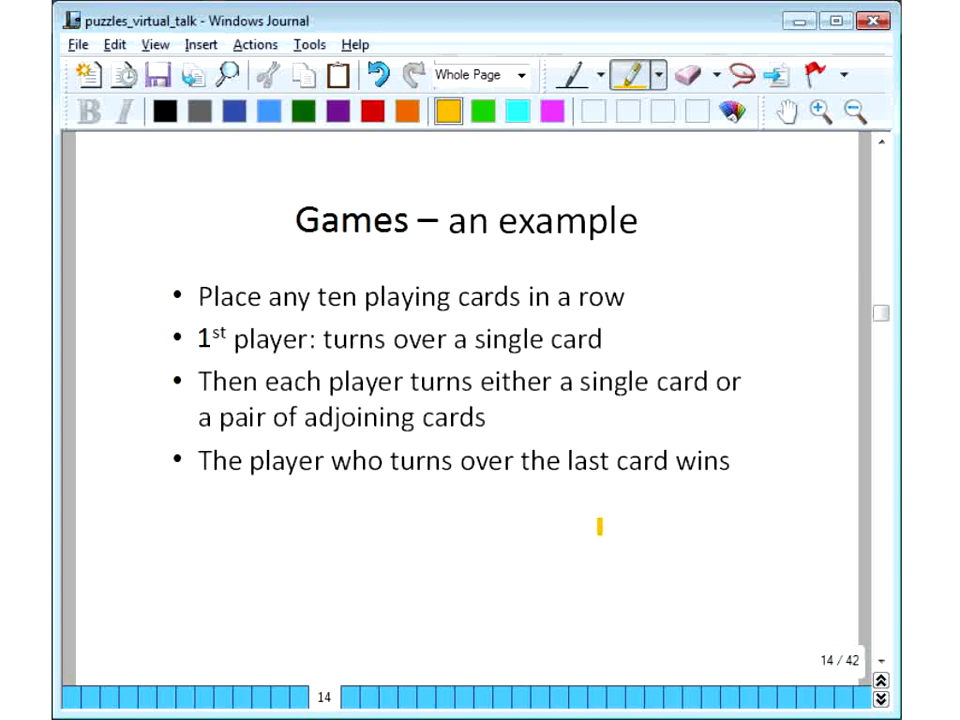 puzzles_virtual_talk - Windows Journal
File Edit View Insert Actions Tools Help
Whole Page
B I
Games – an example
• Place any ten playing cards in a row
• 1st player: turns over a single card
• Then each player turns either a single card or
a pair of adjoining cards
• The player who turns over the last card wins
14 / 42
14